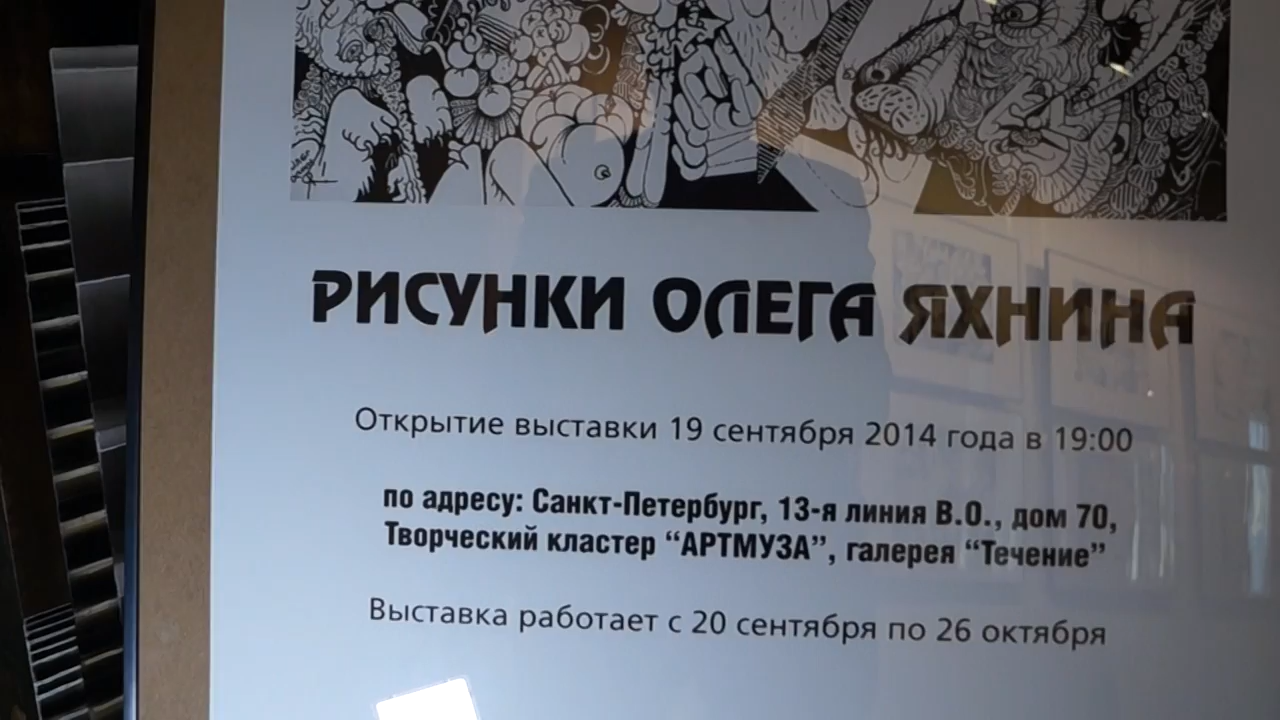 РИСУНКИ ОЛЕГА ЯХНИНА
Открытие выставки 19 сентября 2014 года в 19:00
по адресу: Санкт-Петербург, 13-я линия В.О., дом 70,
Творческий кластер “АРТМУЗА”, галерея “Течение”
Выставка работает с 20 сентября по 26 октября